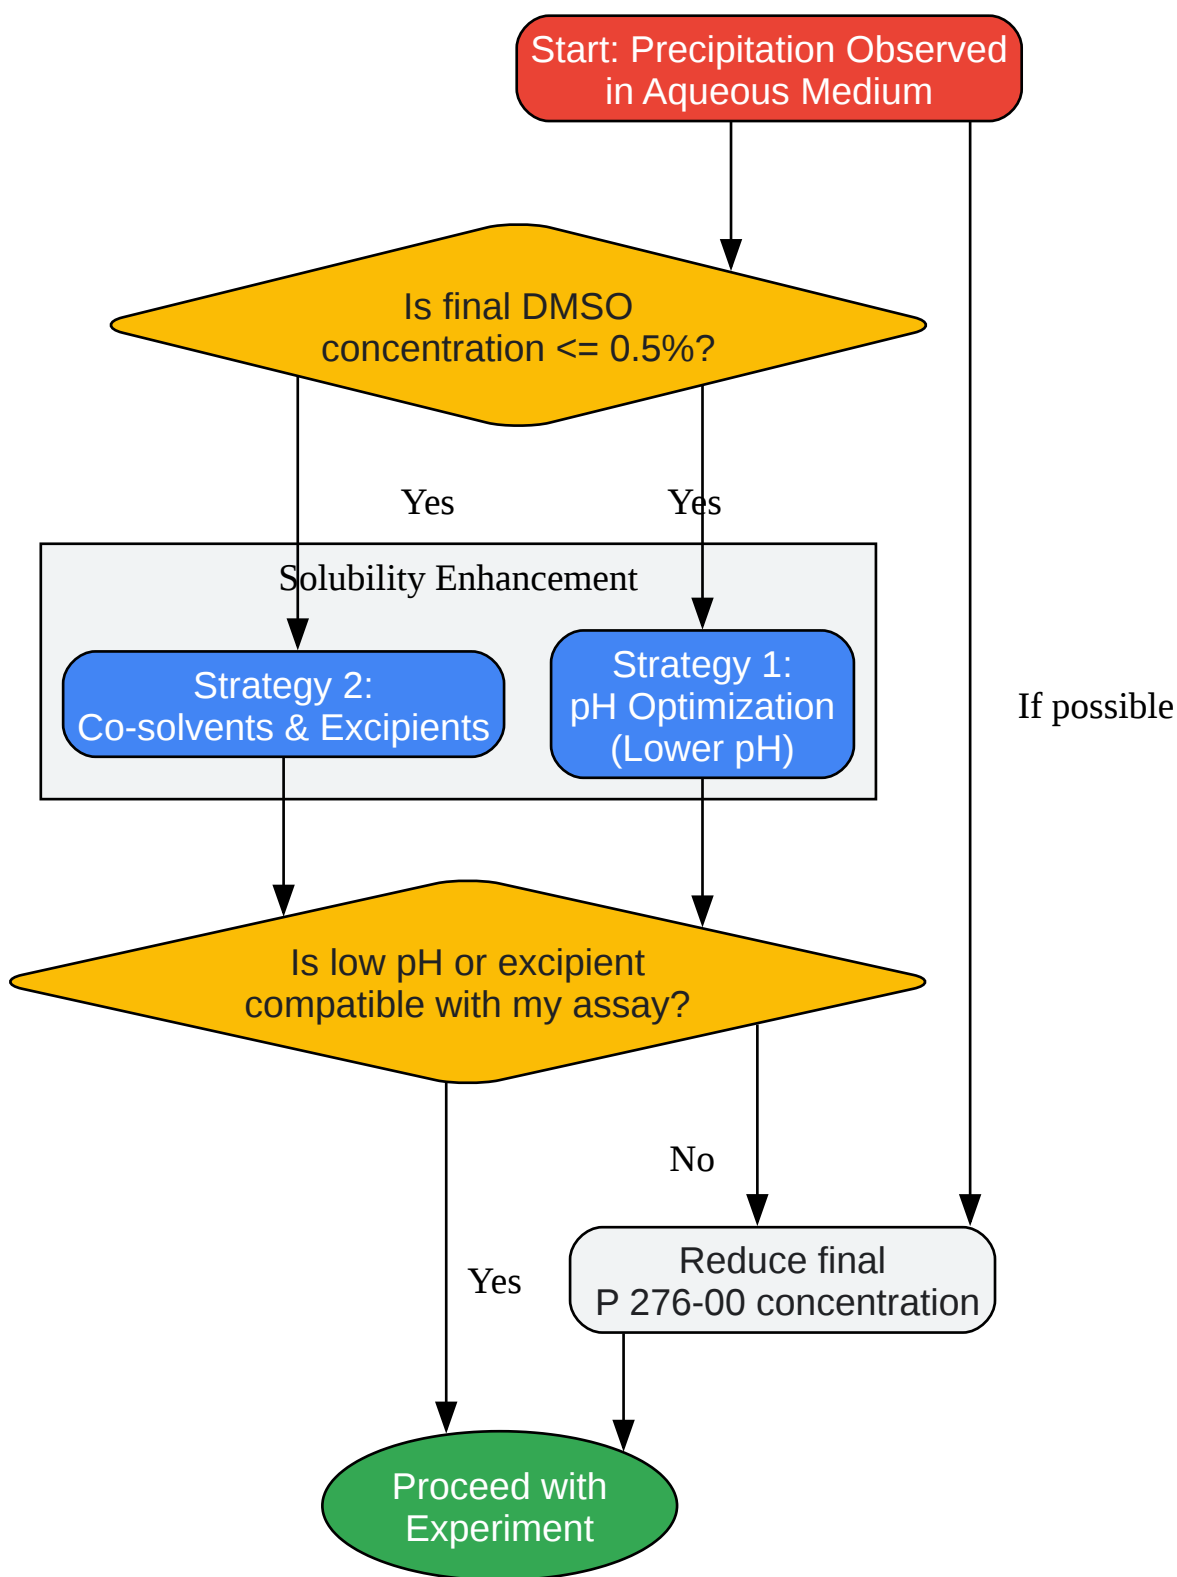 Start: Precipitation Observed
in Aqueous Medium
Is final DMSO
concentration <= 0.5%?
Yes
Yes
Solubility Enhancement
Strategy 2:
Co-solvents & Excipients
Strategy 1:
pH Optimization
(Lower pH)
If possible
Is low pH or excipient
compatible with my assay?
No
Yes
Reduce final
P 276-00 concentration
Proceed with
Experiment